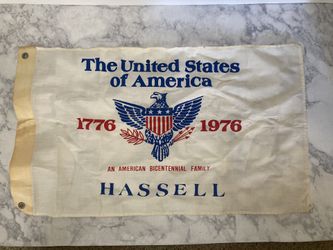 The United States
of America
1776 1976
AN AMERICAN BICENTENNIAL FAMILY
HASSELL